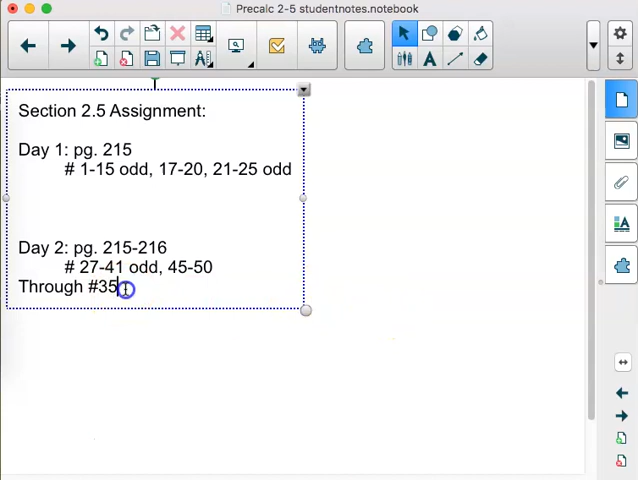 Precalc 2-5 studentnotes.notebook
Section 2.5 Assignment:
Day 1: pg. 215
# 1-15 odd, 17-20, 21-25 odd
Day 2: pg. 215-216
# 27-41 odd, 45-50
Through #35